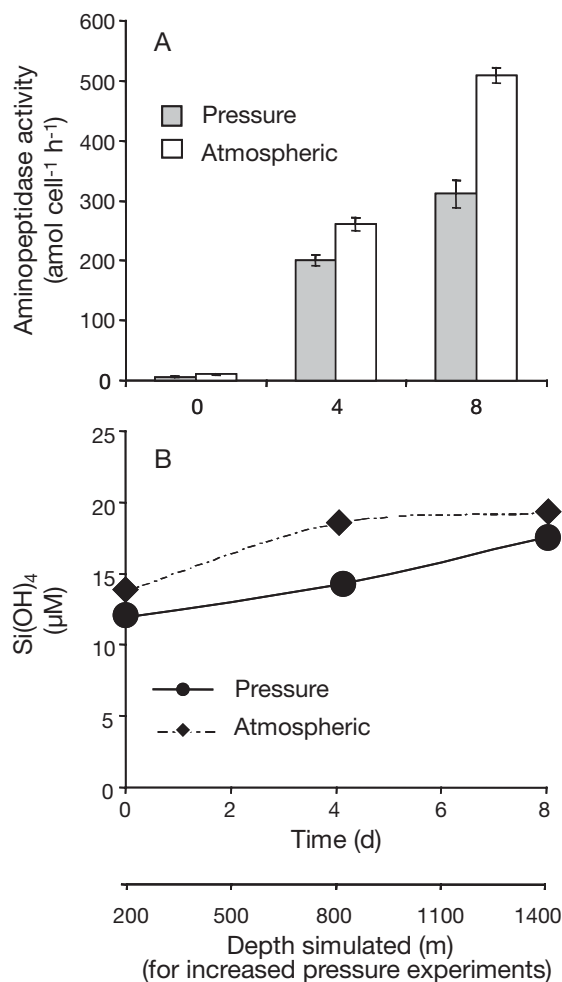 A
Aminopeptidase activity
(amol cell-1 h-1)
600
500
400
300
200
100
0
Pressure
Atmospheric
0 4 8
B
Si(OH)4
(µM)
25
20
15
10
5
0
Pressure
Atmospheric
0 2 4 6 8
Time (d)
200 500 800 1100 1400
Depth simulated (m)
(for increased pressure experiments)